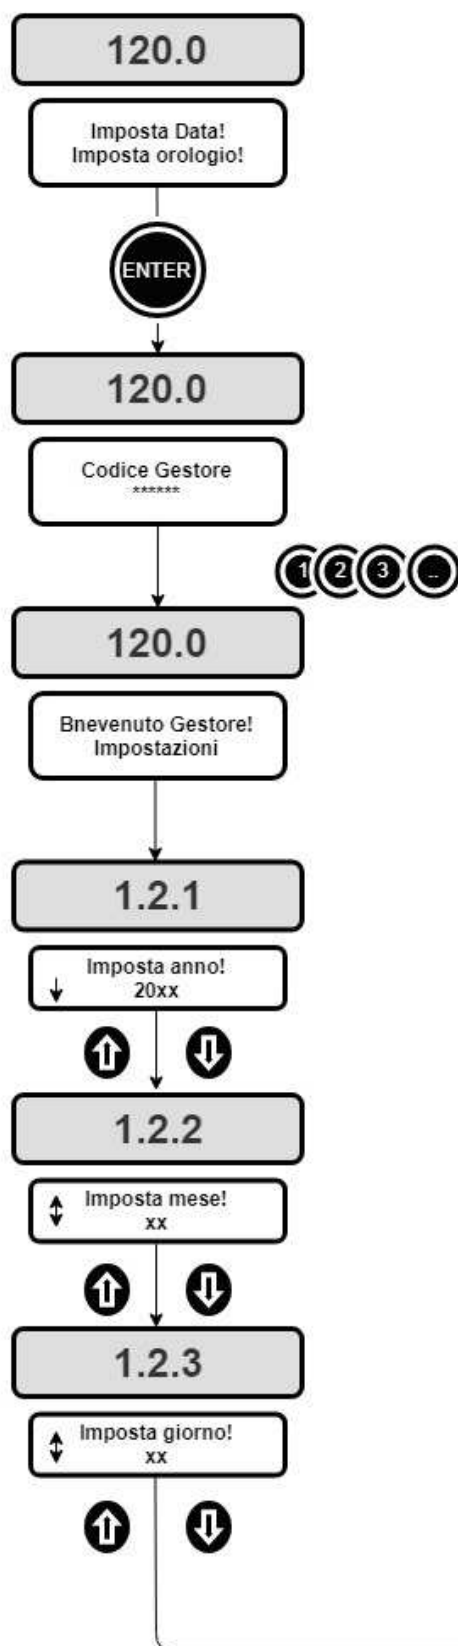 120.0
Imposta Data!
Imposta orologio!
ENTER
120.0
Codice Gestore
******
1 2 3 ..
120.0
Bnevenuto Gestore!
Impostazioni
1.2.1
Imposta anno!
20xx
1.2.2
Imposta mese!
xx
1.2.3
Imposta giorno!
xx